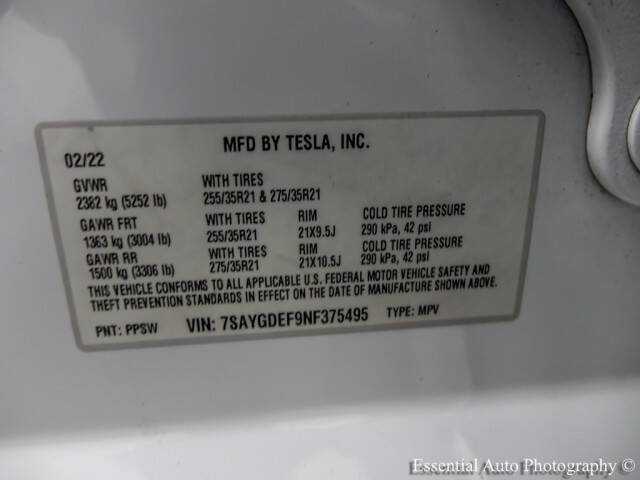 MFD BY TESLA, INC.
02/22
GVWR WITH TIRES
2382 kg (5252 lb) 255/35R21 & 275/35R21
GAWR FRT WITH TIRES RIM COLD TIRE PRESSURE
1363 kg (3004 lb) 255/35R21 21X9.5J 290 kPa, 42 psi
GAWR RR WITH TIRES RIM COLD TIRE PRESSURE
1500 kg (3306 lb) 275/35R21 21X10.5J 290 kPa, 42 psi
THIS VEHICLE CONFORMS TO ALL APPLICABLE U.S. FEDERAL MOTOR VEHICLE SAFETY AND
THEFT PREVENTION STANDARDS IN EFFECT ON THE DATE OF MANUFACTURE SHOWN ABOVE.
PNT: PPSW VIN: 7SAYGDEF9NF375495 TYPE: MPV
Essential Auto Photography ©